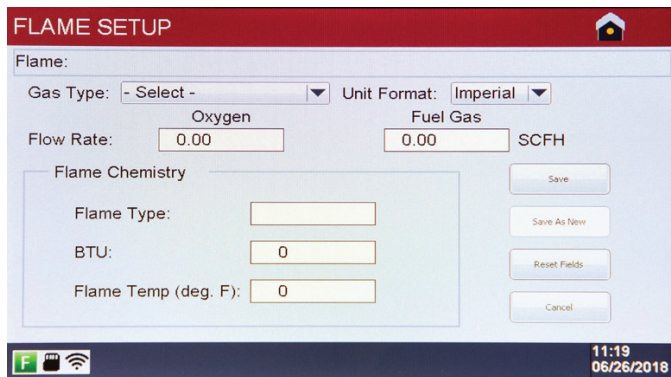 FLAME SETUP
Flame:
Gas Type: - Select - Unit Format: Imperial
Oxygen Fuel Gas
Flow Rate: 0.00 0.00 SCFH
Flame Chemistry
Save
Flame Type:
Save As New
BTU: 0
Reset Fields
Flame Temp (deg. F): 0
Cancel
F
11:19
06/26/2018